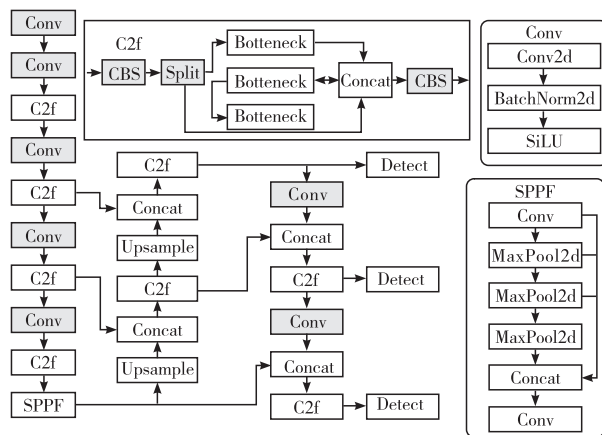 Conv
Conv
C2f
Conv
C2f
Conv
C2f
Conv
C2f
SPPF
C2f
CBS
Split
Botteneck
Botteneck
Botteneck
Concat
CBS
C2f
Concat
Upsample
C2f
Concat
Upsample
Detect
Conv
Concat
C2f
Detect
Conv
Concat
C2f
Detect
Conv
Conv2d
BatchNorm2d
SiLU
SPPF
Conv
MaxPool2d
MaxPool2d
MaxPool2d
Concat
Conv